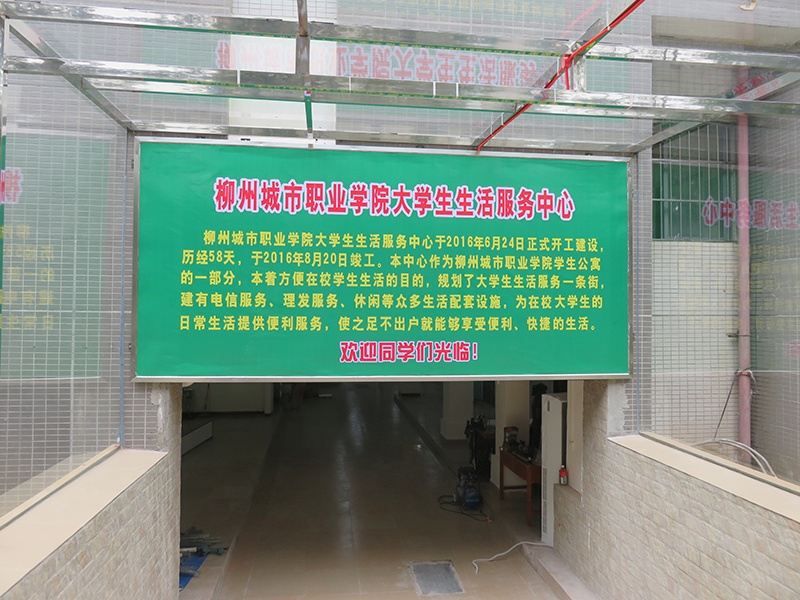 柳州城市职业学院大学生生活服务中心
柳州城市职业学院大学生生活服务中心于2016年6月24日正式开工建设，
历经58天，于2016年8月20日竣工。本中心作为柳州城市职业学院学生公寓
的一部分，本着方便在校学生生活的目的，规划了大学生生活服务一条街，
建有电信服务、理发服务、休闲等众多生活配套设施，为在校大学生的
日常生活提供便利服务，使之足不出户就能够享受便利、快捷的生活。
欢迎同学们光临！